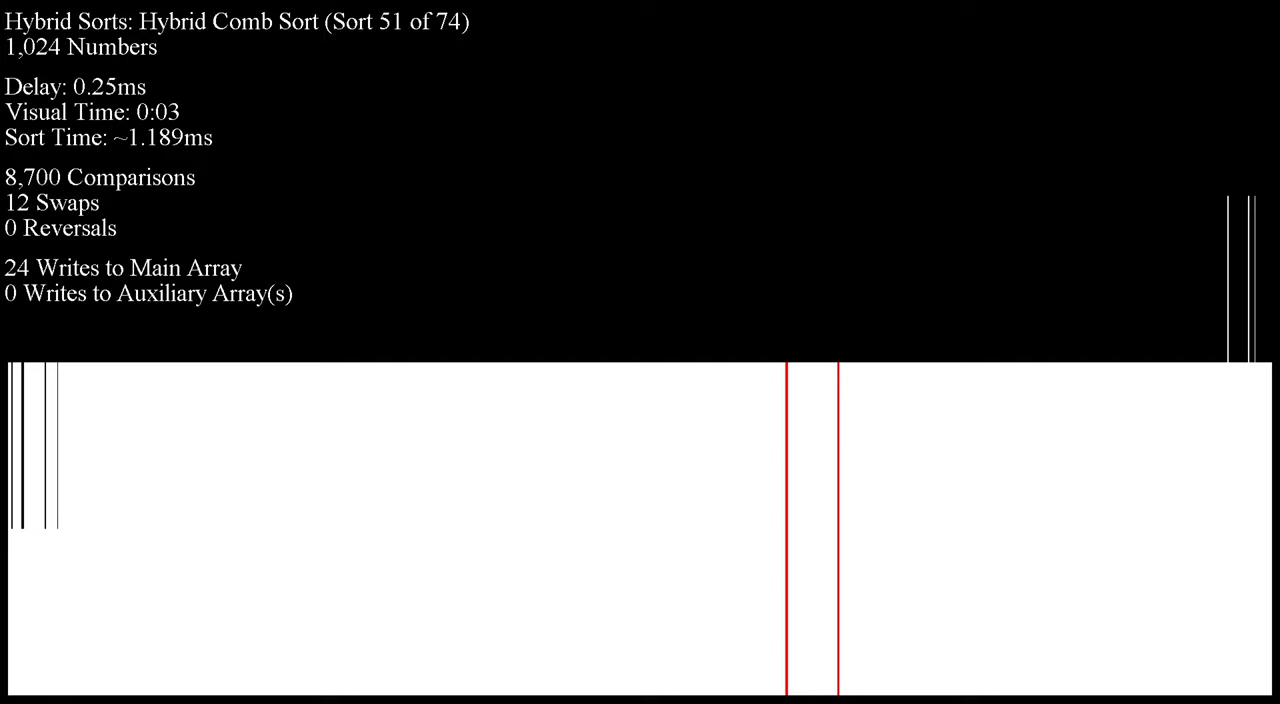 Hybrid Sorts: Hybrid Comb Sort (Sort 51 of 74)
1,024 Numbers
Delay: 0.25ms
Visual Time: 0:03
Sort Time: ~1.189ms
8,700 Comparisons
12 Swaps
0 Reversals
24 Writes to Main Array
0 Writes to Auxiliary Array(s)